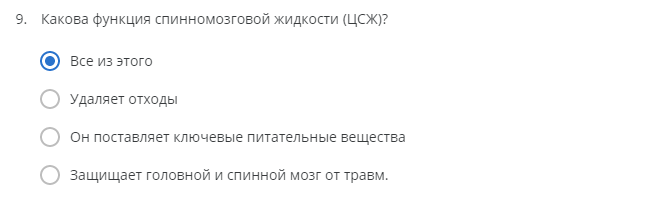 9. Какова функция спинномозговой жидкости (ЦСЖ)?
Все из этого
Удаляет отходы
Он поставляет ключевые питательные вещества
Защищает головной и спинной мозг от травм.